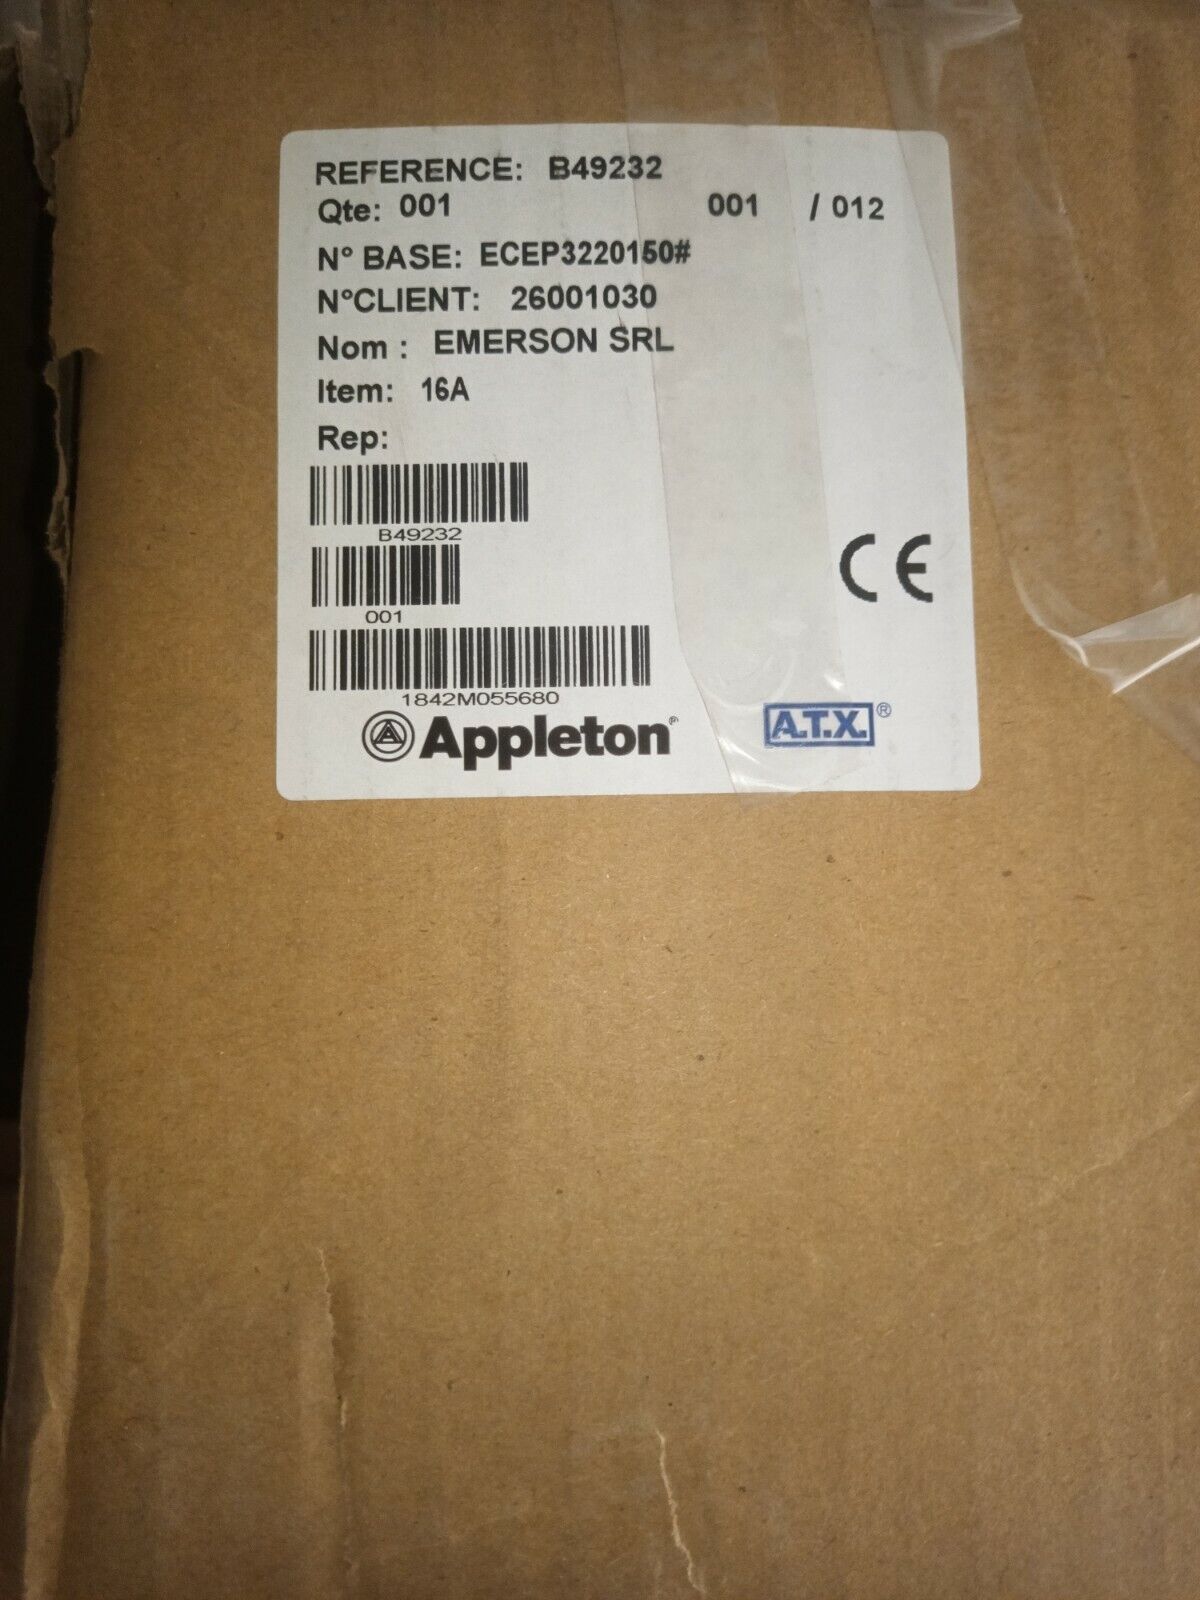 REFERENCE: B49232
Qte: 001 001 / 012
N° BASE: ECEP3220150#
N°CLIENT: 26001030
Nom : EMERSON SRL
Item: 16A
Rep:
B49232
001
1842M055680
CE
Appleton® A.T.X.®